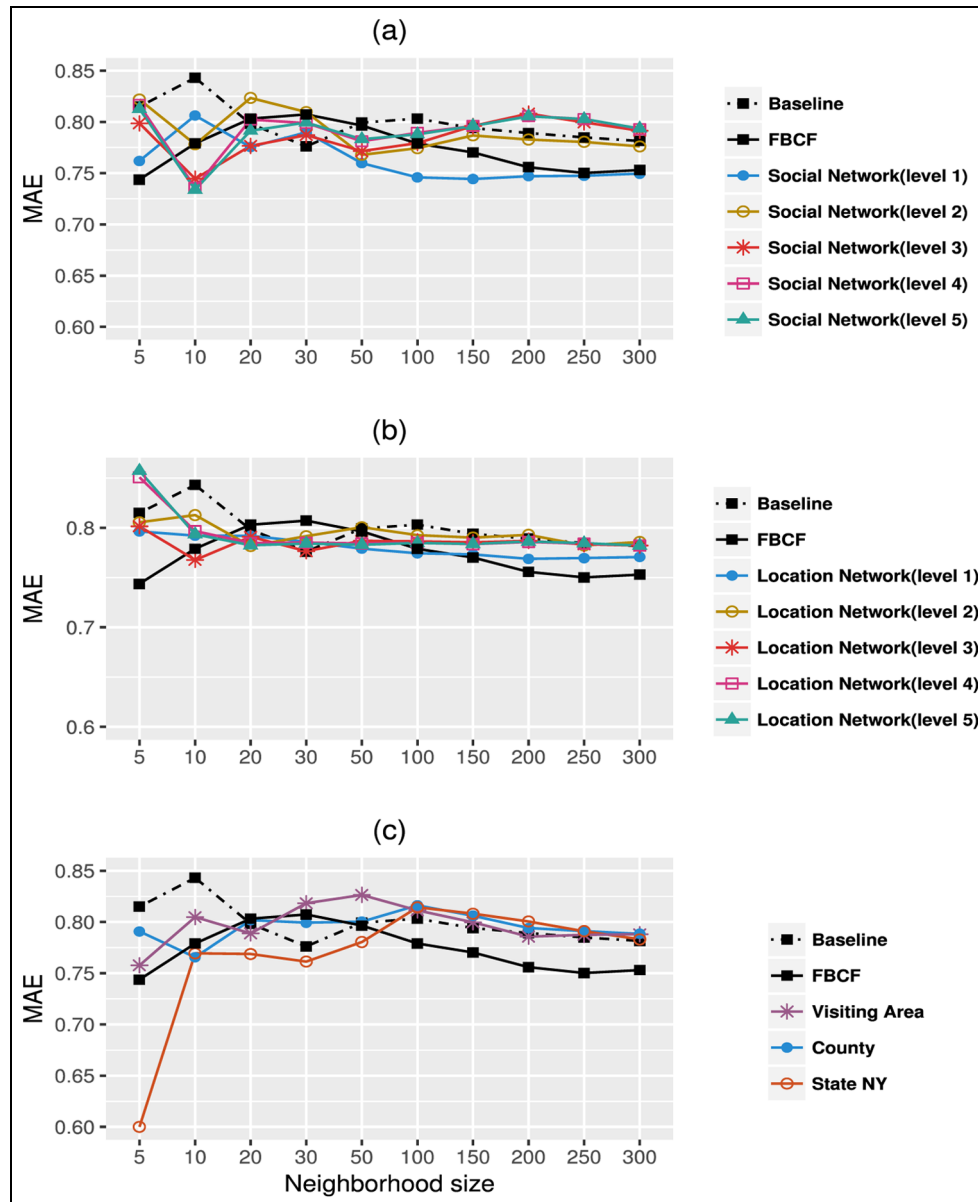 (a)
0.85
0.80
0.75
0.70
0.65
0.60
MAE
5 10 20 30 50 100 150 200 250 300
Baseline
FBCF
Social Network(level 1)
Social Network(level 2)
Social Network(level 3)
Social Network(level 4)
Social Network(level 5)
(b)
0.8
0.7
0.6
MAE
5 10 20 30 50 100 150 200 250 300
Baseline
FBCF
Location Network(level 1)
Location Network(level 2)
Location Network(level 3)
Location Network(level 4)
Location Network(level 5)
(c)
0.85
0.80
0.75
0.70
0.65
0.60
MAE
5 10 20 30 50 100 150 200 250 300
Neighborhood size
Baseline
FBCF
Visiting Area
County
State NY